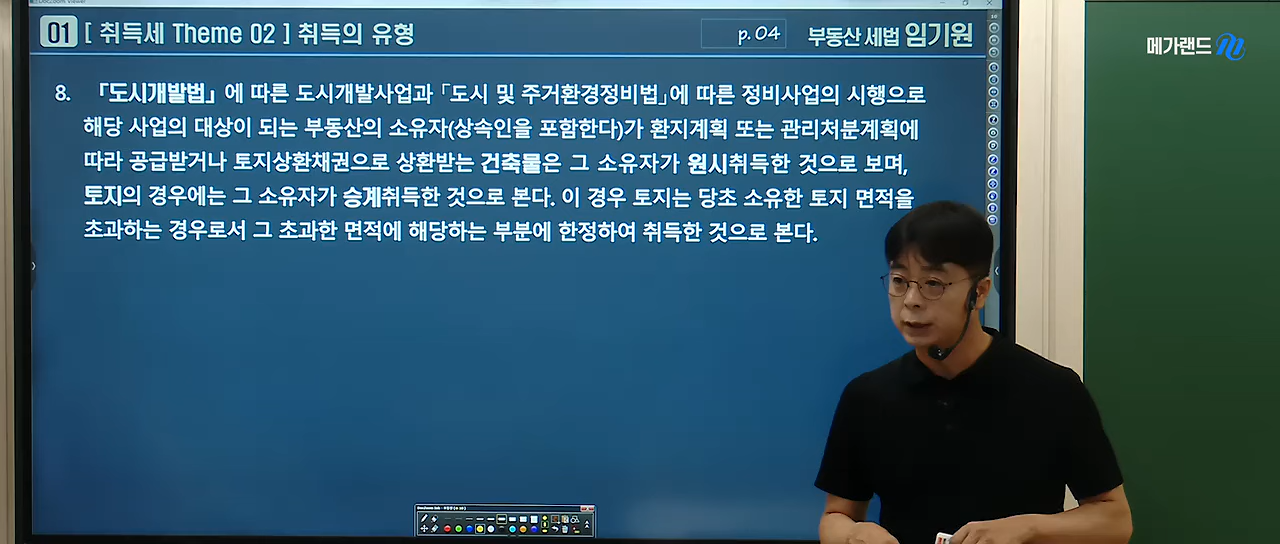 01 [ 취득세 Theme 02 ] 취득의 유형
p. 04
부동산 세법 임기원
메가랜드
8. 「도시개발법」에 따른 도시개발사업과 「도시 및 주거환경정비법」에 따른 정비사업의 시행으로
해당 사업의 대상이 되는 부동산의 소유자(상속인을 포함한다)가 환지계획 또는 관리처분계획에
따라 공급받거나 토지상환채권으로 상환받는 건축물은 그 소유자가 원시취득한 것으로 보며,
토지의 경우에는 그 소유자가 승계취득한 것으로 본다. 이 경우 토지는 당초 소유한 토지 면적을
초과하는 경우로서 그 초과한 면적에 해당하는 부분에 한정하여 취득한 것으로 본다.